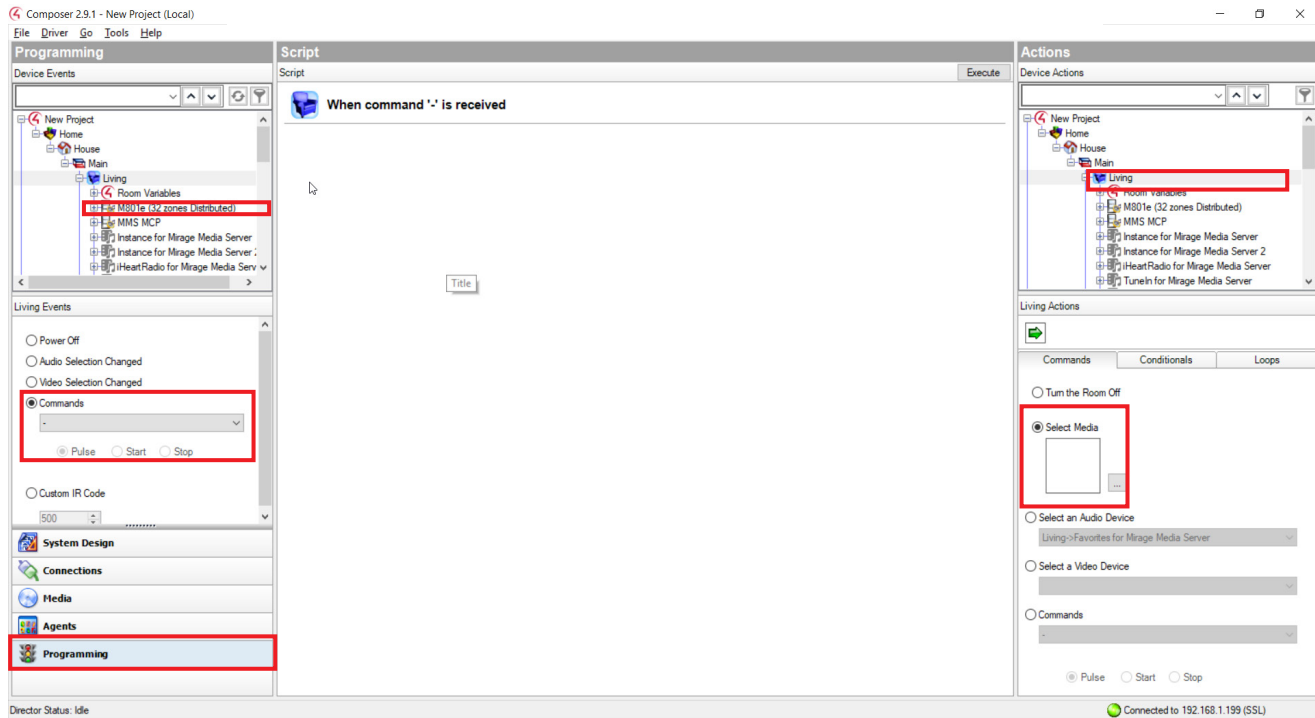 Composer 2.9.1 - New Project (Local)
File Driver Go Tools Help
Programming
Device Events
New Project
Home
House
Main
Living
Room Variables
M801e (32 zones Distributed)
MMS MCP
Instance for Mirage Media Server
Instance for Mirage Media Server 2
iHeartRadio for Mirage Media Serv
Living Events
Power Off
Audio Selection Changed
Video Selection Changed
Commands
-
Pulse Start Stop
Custom IR Code
500
System Design
Connections
Media
Agents
Programming
Script
Script Execute
When command '-' is received
Title
Actions
Device Actions
New Project
Home
House
Main
Living
Room Variables
M801e (32 zones Distributed)
MMS MCP
Instance for Mirage Media Server
Instance for Mirage Media Server 2
iHeartRadio for Mirage Media Server
TuneIn for Mirage Media Server
Living Actions
Commands Conditionals Loops
Turn the Room Off
Select Media
...
Select an Audio Device
Living->Favorites for Mirage Media Server
Select a Video Device
Commands
-
Pulse Start Stop
Director Status: Idle
Connected to 192.168.1.199 (SSL)